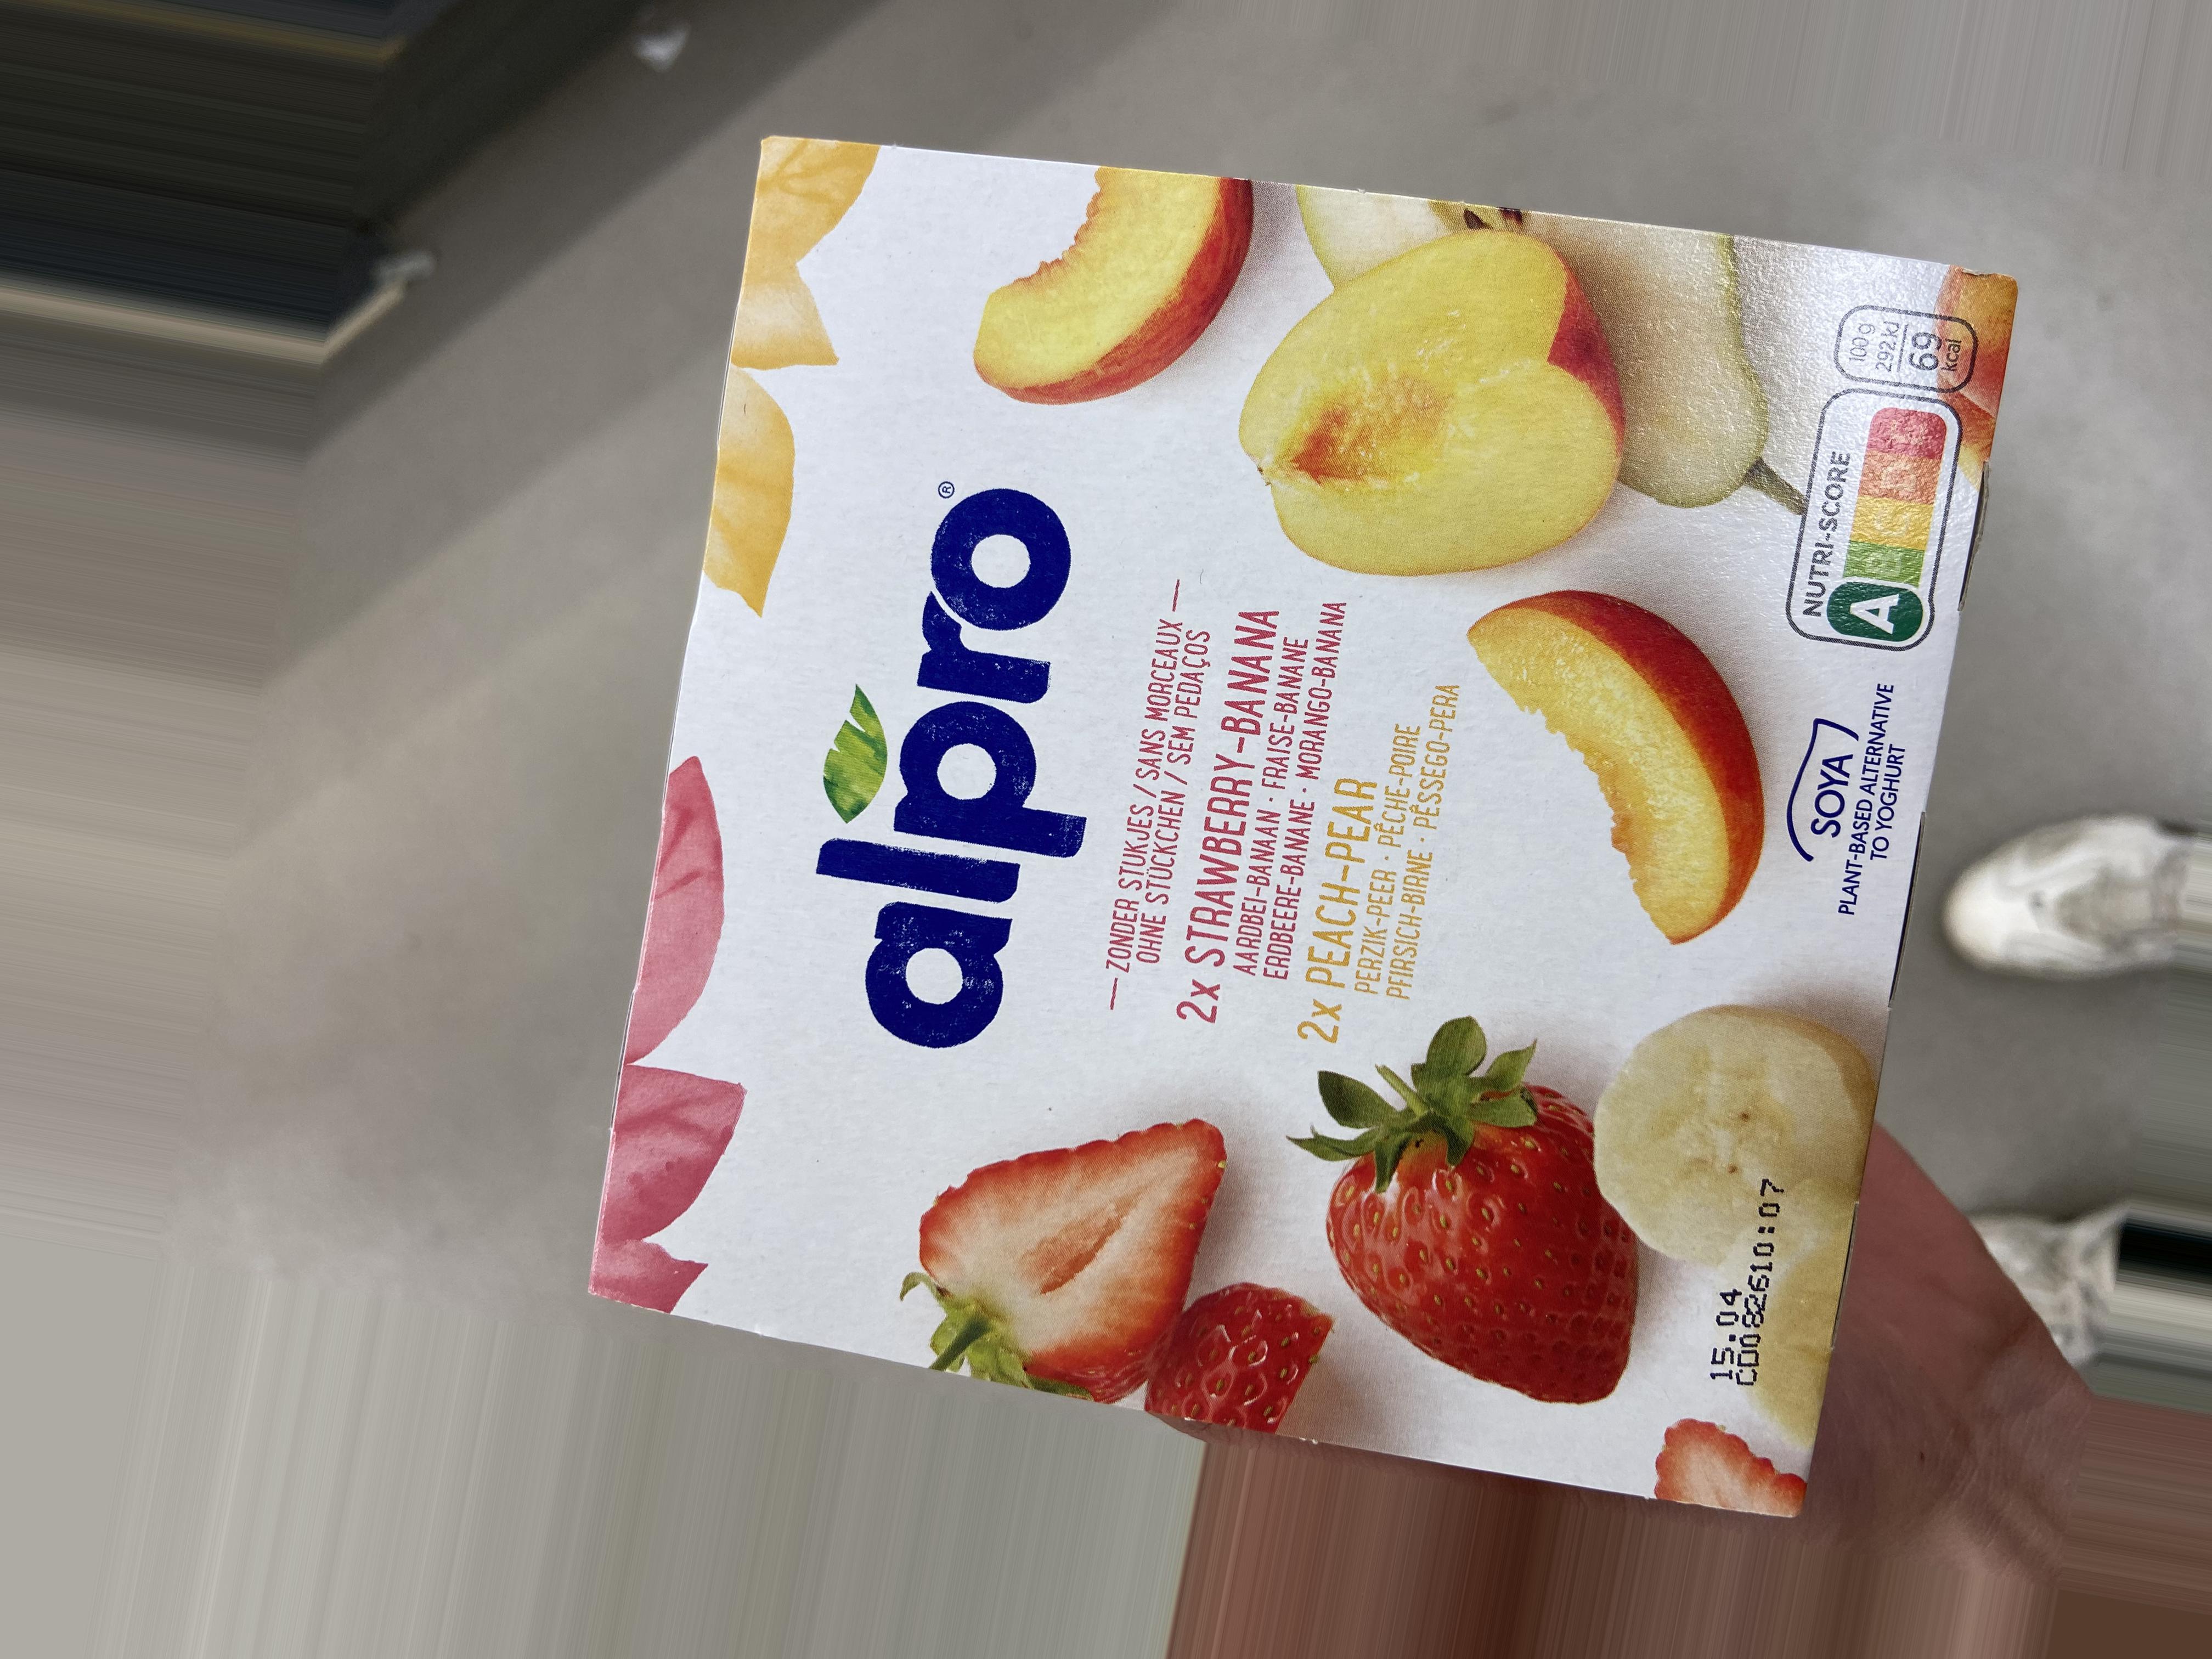 alpro®
— ZONDER STUKJES / SANS MORCEAUX —
OHNE STÜCKCHEN / SEM PEDAÇOS
2x STRAWBERRY-BANANA
AARDBEI-BANAAN · FRAISE-BANANE
ERDBEERE-BANANE · MORANGO-BANANA
2x PEACH-PEAR
PERZIK-PEER · PÊCHE-POIRE
PFIRSICH-BIRNE · PÊSSEGO-PERA
15.04
CD082610:07
SOYA
PLANT-BASED ALTERNATIVE
TO YOGHURT
NUTRI-SCORE
A
100 g
292 kJ
69
kcal